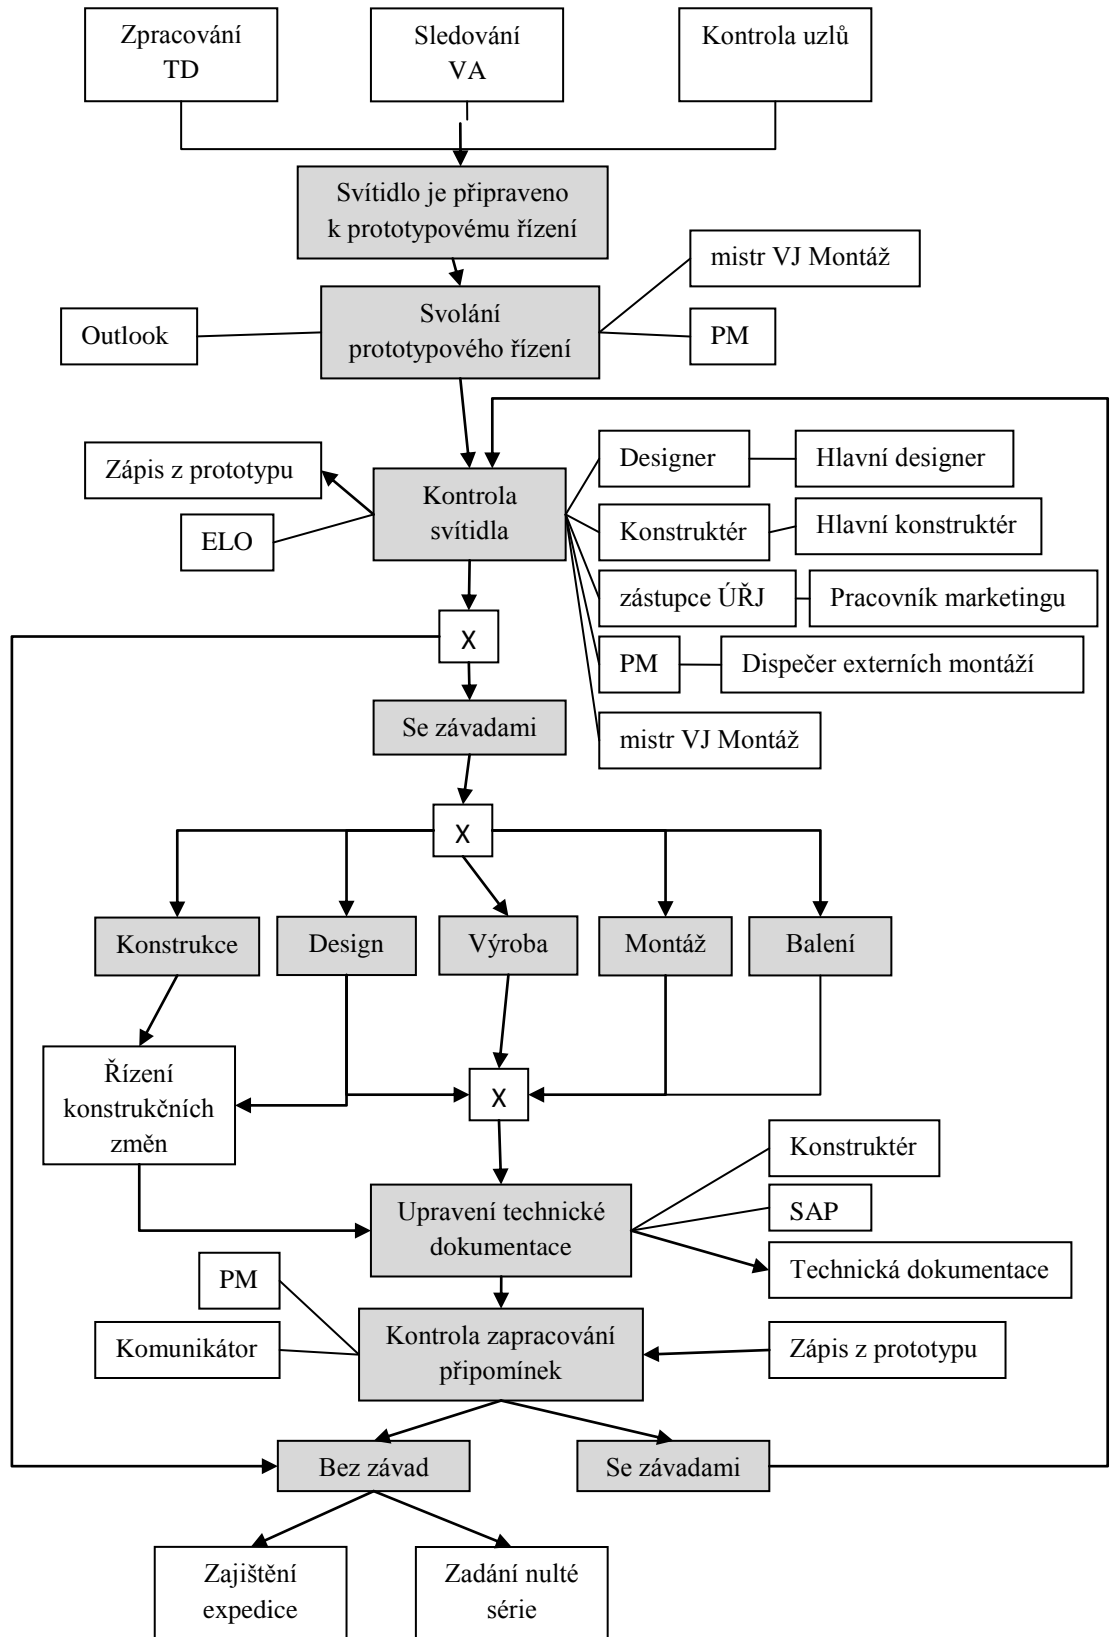 Zpracování
TD
Sledování
VA
Kontrola uzlů
Svítidlo je připraveno
k prototypovému řízení
mistr VJ Montáž
Svolání
prototypového řízení
Outlook
PM
Designer
Hlavní designer
Zápis z prototypu
Kontrola
svítidla
Konstruktér
Hlavní konstruktér
ELO
zástupce ÚŘJ
Pracovník marketingu
X
PM
Dispečer externích montáží
Se závadami
mistr VJ Montáž
X
Konstrukce
Design
Výroba
Montáž
Balení
Řízení
konstrukčních
změn
X
Konstruktér
Upravení technické
dokumentace
SAP
Technická dokumentace
PM
Komunikátor
Kontrola zapracování
připomínek
Zápis z prototypu
Bez závad
Se závadami
Zajištění
expedice
Zadání nulté
série